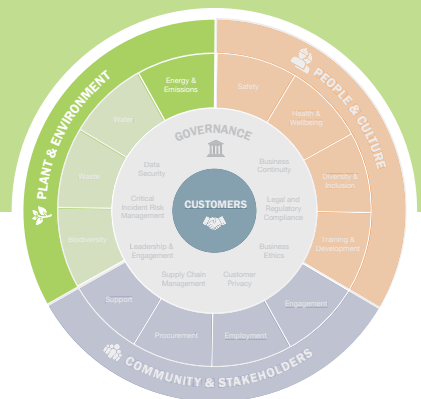 PLANT & ENVIRONMENT
Energy &
Emissions
Water
Waste
Biodiversity
PEOPLE & CULTURE
Safety
Health &
Wellbeing
Diversity &
Inclusion
Training &
Development
COMMUNITY & STAKEHOLDERS
Support
Procurement
Employment
Engagement
GOVERNANCE
Data
Security
Critical
Incident Risk
Management
Leadership &
Engagement
Supply Chain
Management
Customer
Privacy
Business
Ethics
Legal and
Regulatory
Compliance
Business
Continuity
CUSTOMERS